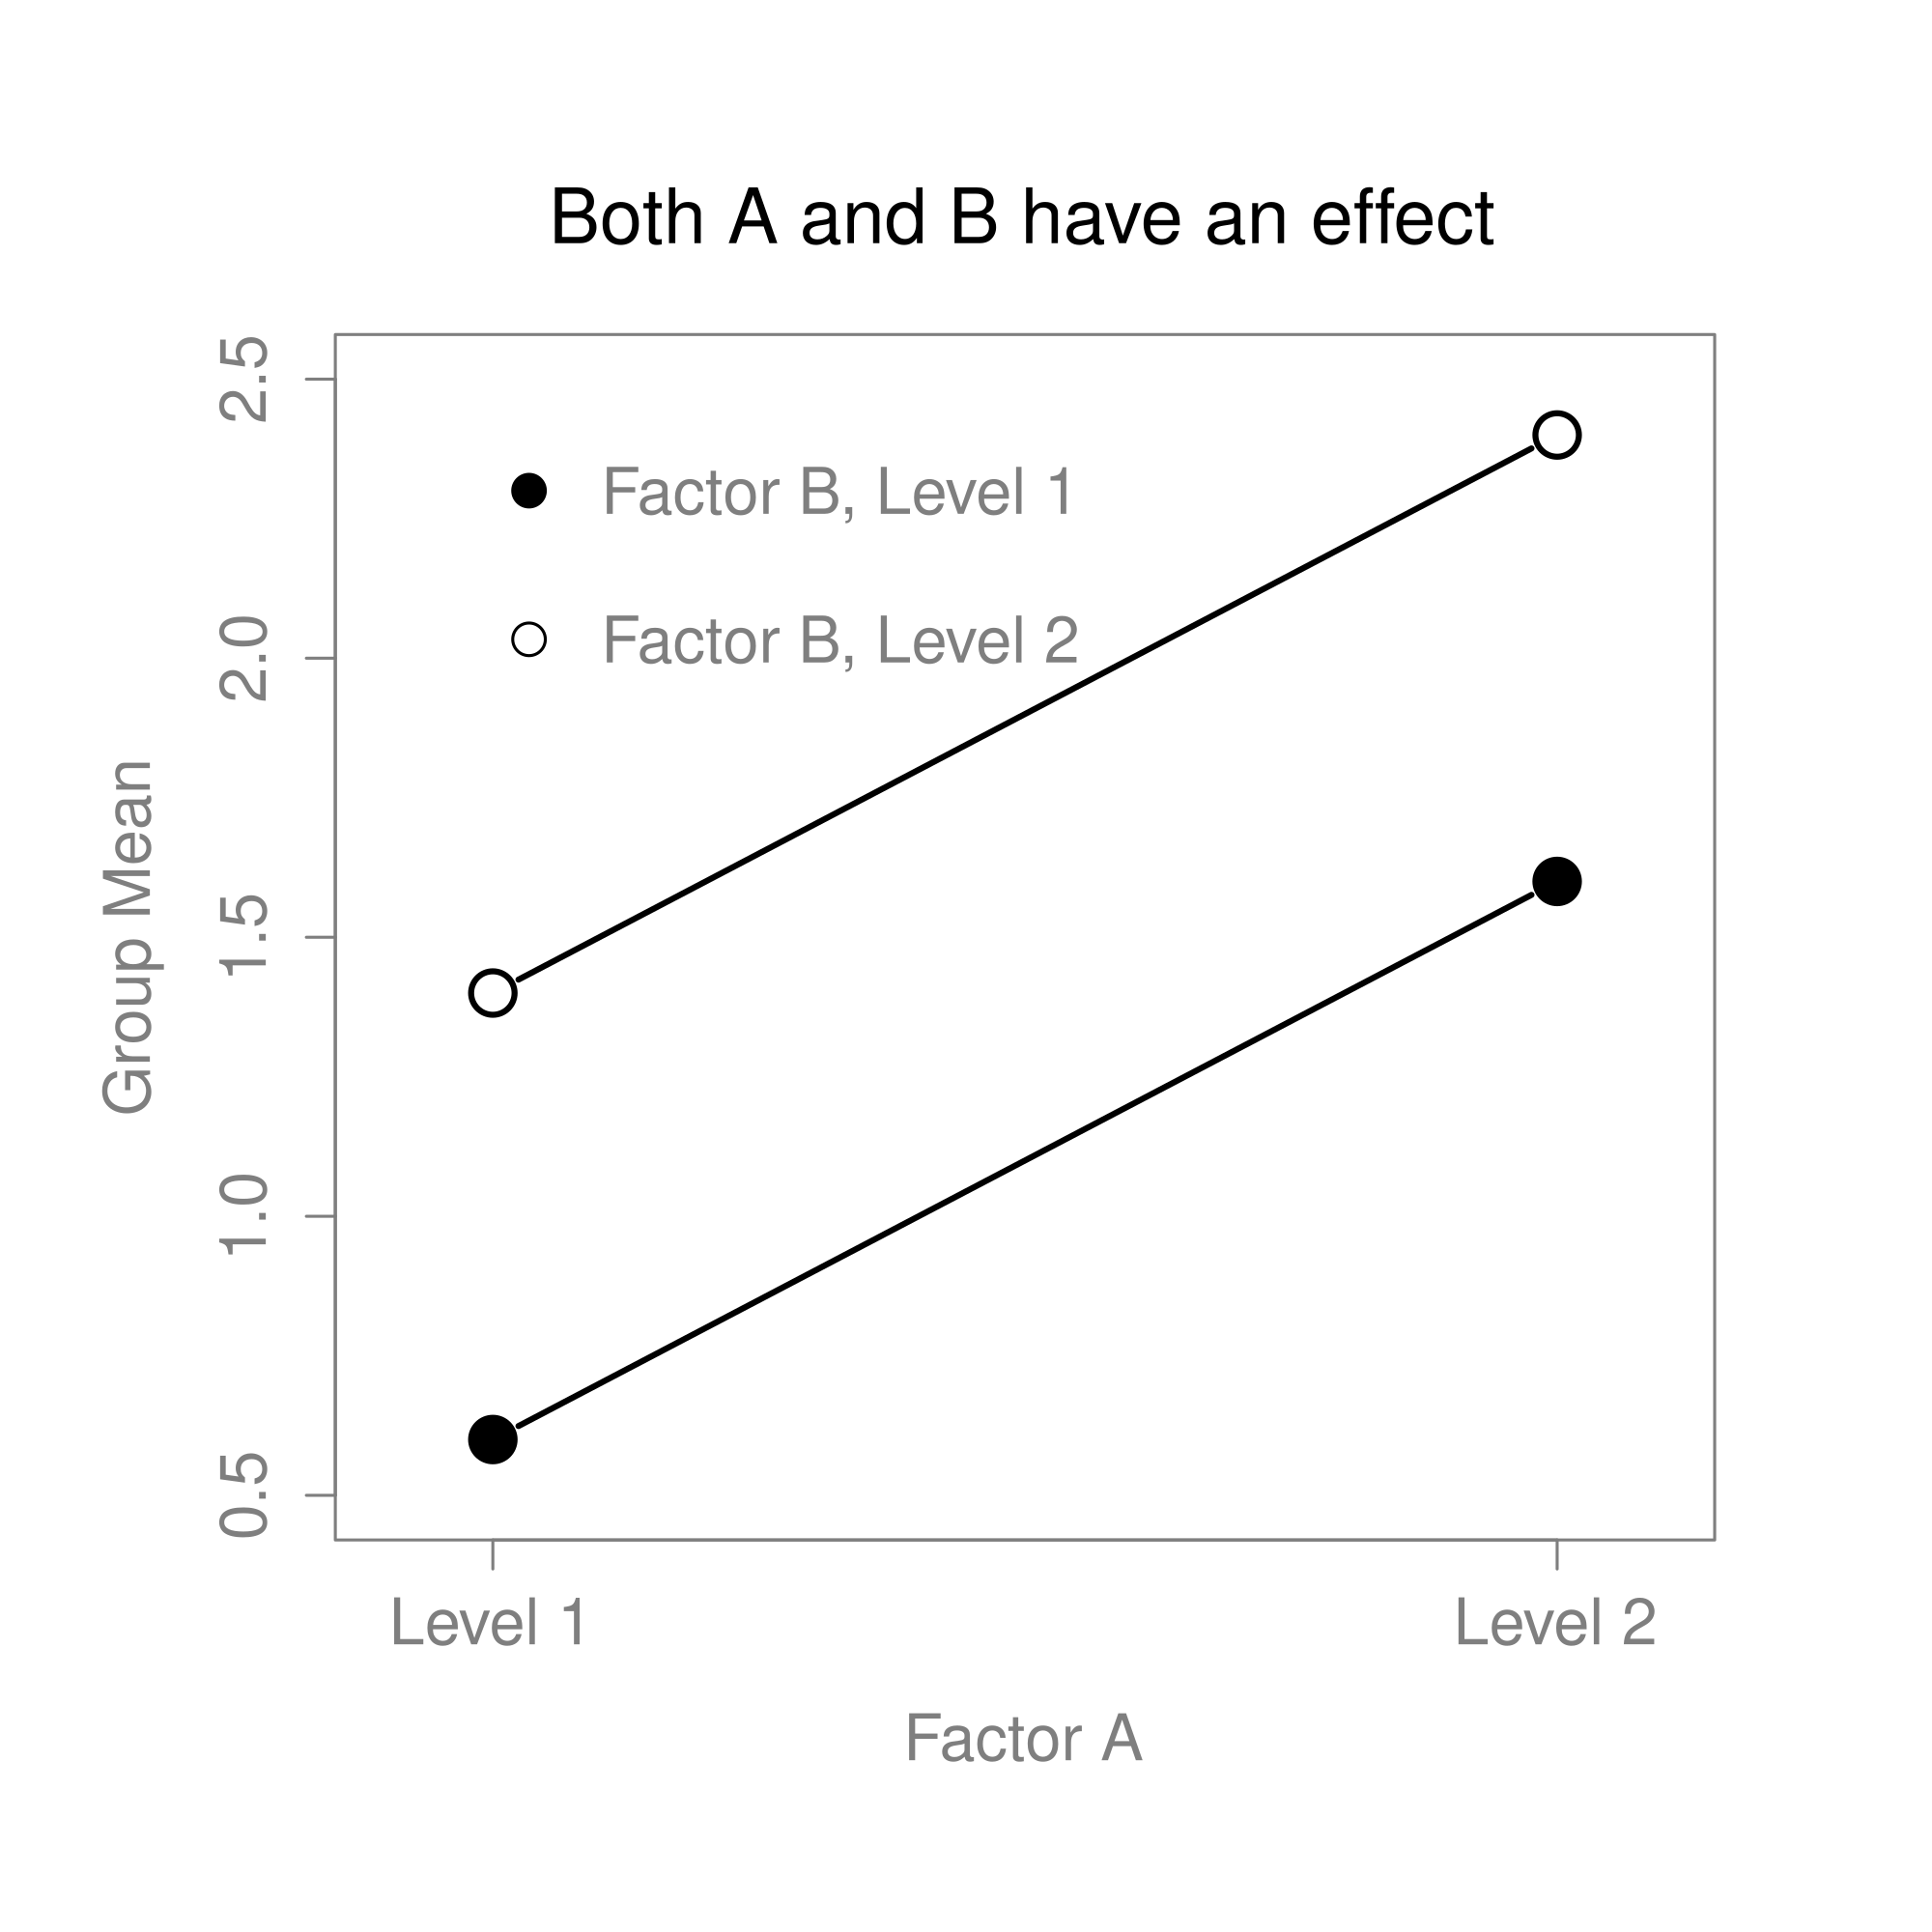 Both A and B have an effect
2.5
2.0
1.5
1.0
0.5
Group Mean
Factor B, Level 1
Factor B, Level 2
Level 1
Level 2
Factor A